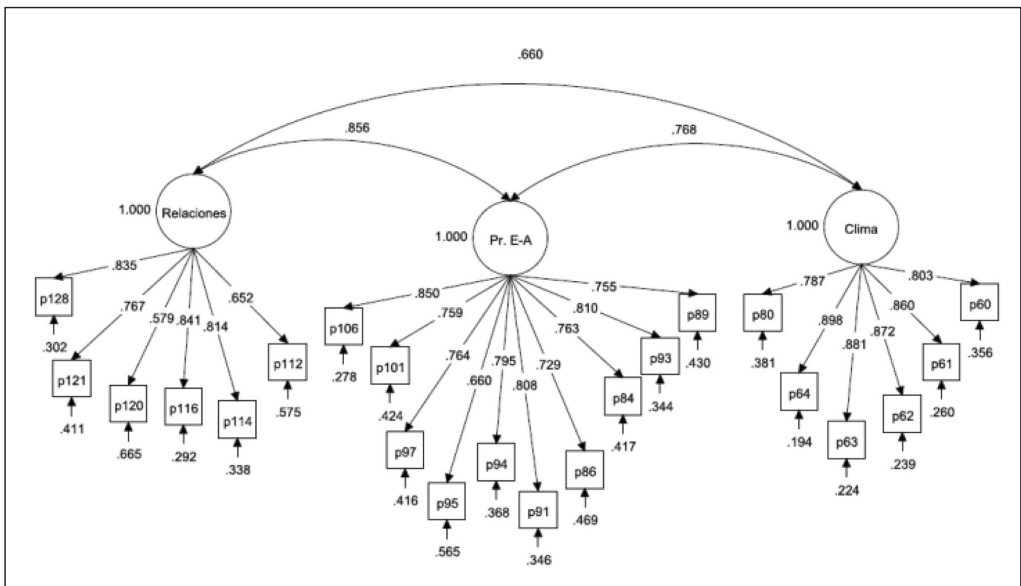 .660
.856
.768
1.000
Relaciones
1.000
Pr. E-A
1.000
Clima
.835
.767
.579
.841
.814
.652
p128
.302
p121
.411
p120
.665
p116
.292
p114
.338
p112
.575
.850
.759
.764
.660
.795
.808
.729
.763
.810
.755
p106
.278
p101
.424
p97
.416
p95
.565
p94
.368
p91
.346
p86
.469
p84
.417
p93
.344
p89
.430
.787
.898
.881
.872
.860
.803
p80
.381
p64
.194
p63
.224
p62
.239
p61
.260
p60
.356